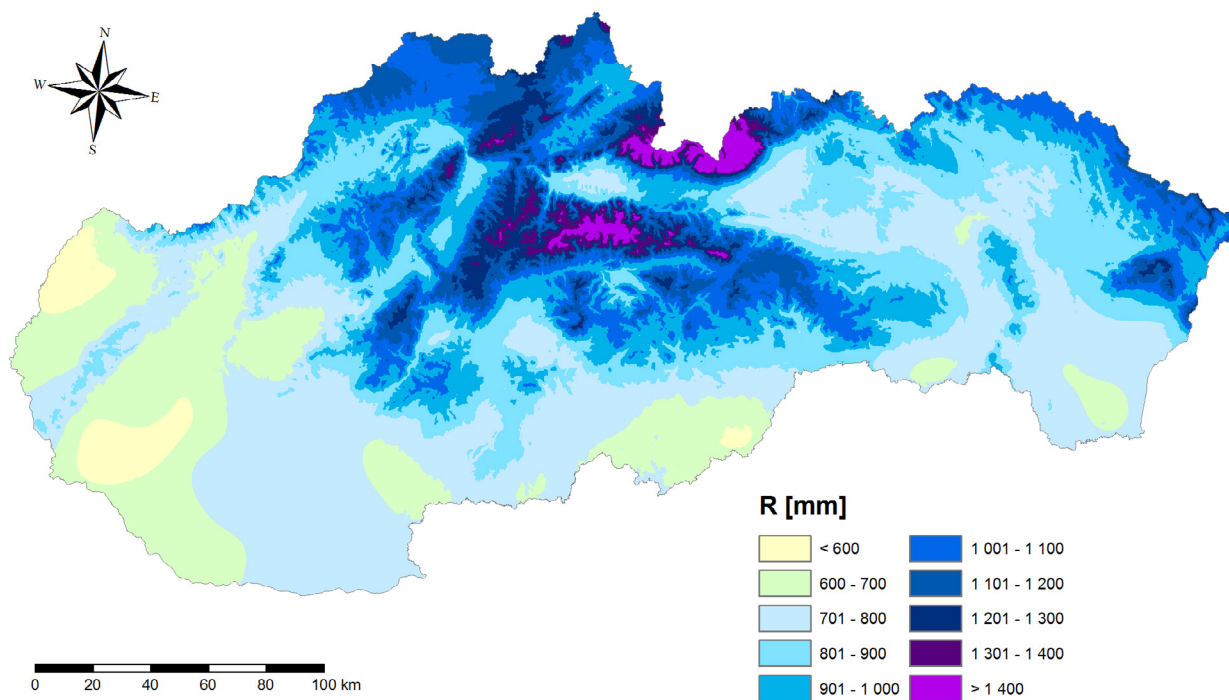 N
W E
S
R [mm]
< 600
600 - 700
701 - 800
801 - 900
901 - 1 000
1 001 - 1 100
1 101 - 1 200
1 201 - 1 300
1 301 - 1 400
> 1 400
0 20 40 60 80 100 km